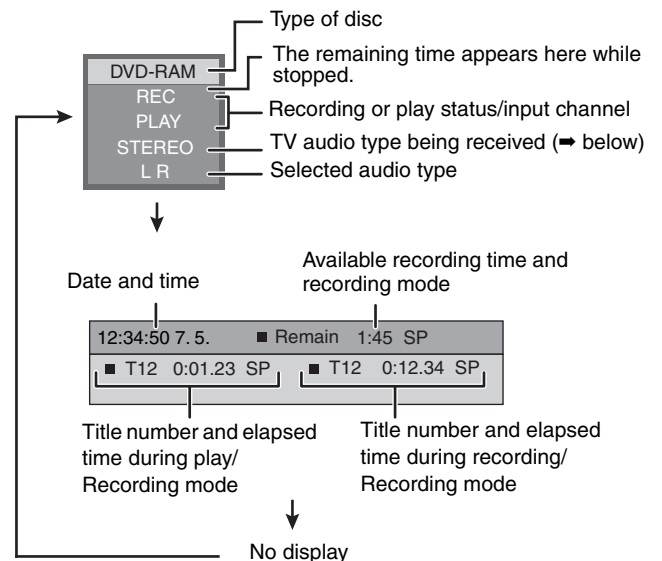 Type of disc
The remaining time appears here while
stopped.
DVD-RAM
REC
PLAY
STEREO
L R
Recording or play status/input channel
TV audio type being received (➡ below)
Selected audio type
Date and time
Available recording time and
recording mode
12:34:50 7. 5. ■ Remain 1:45 SP
■ T12 0:01.23 SP ■ T12 0:12.34 SP
Title number and elapsed
time during play/
Recording mode
Title number and elapsed
time during recording/
Recording mode
No display